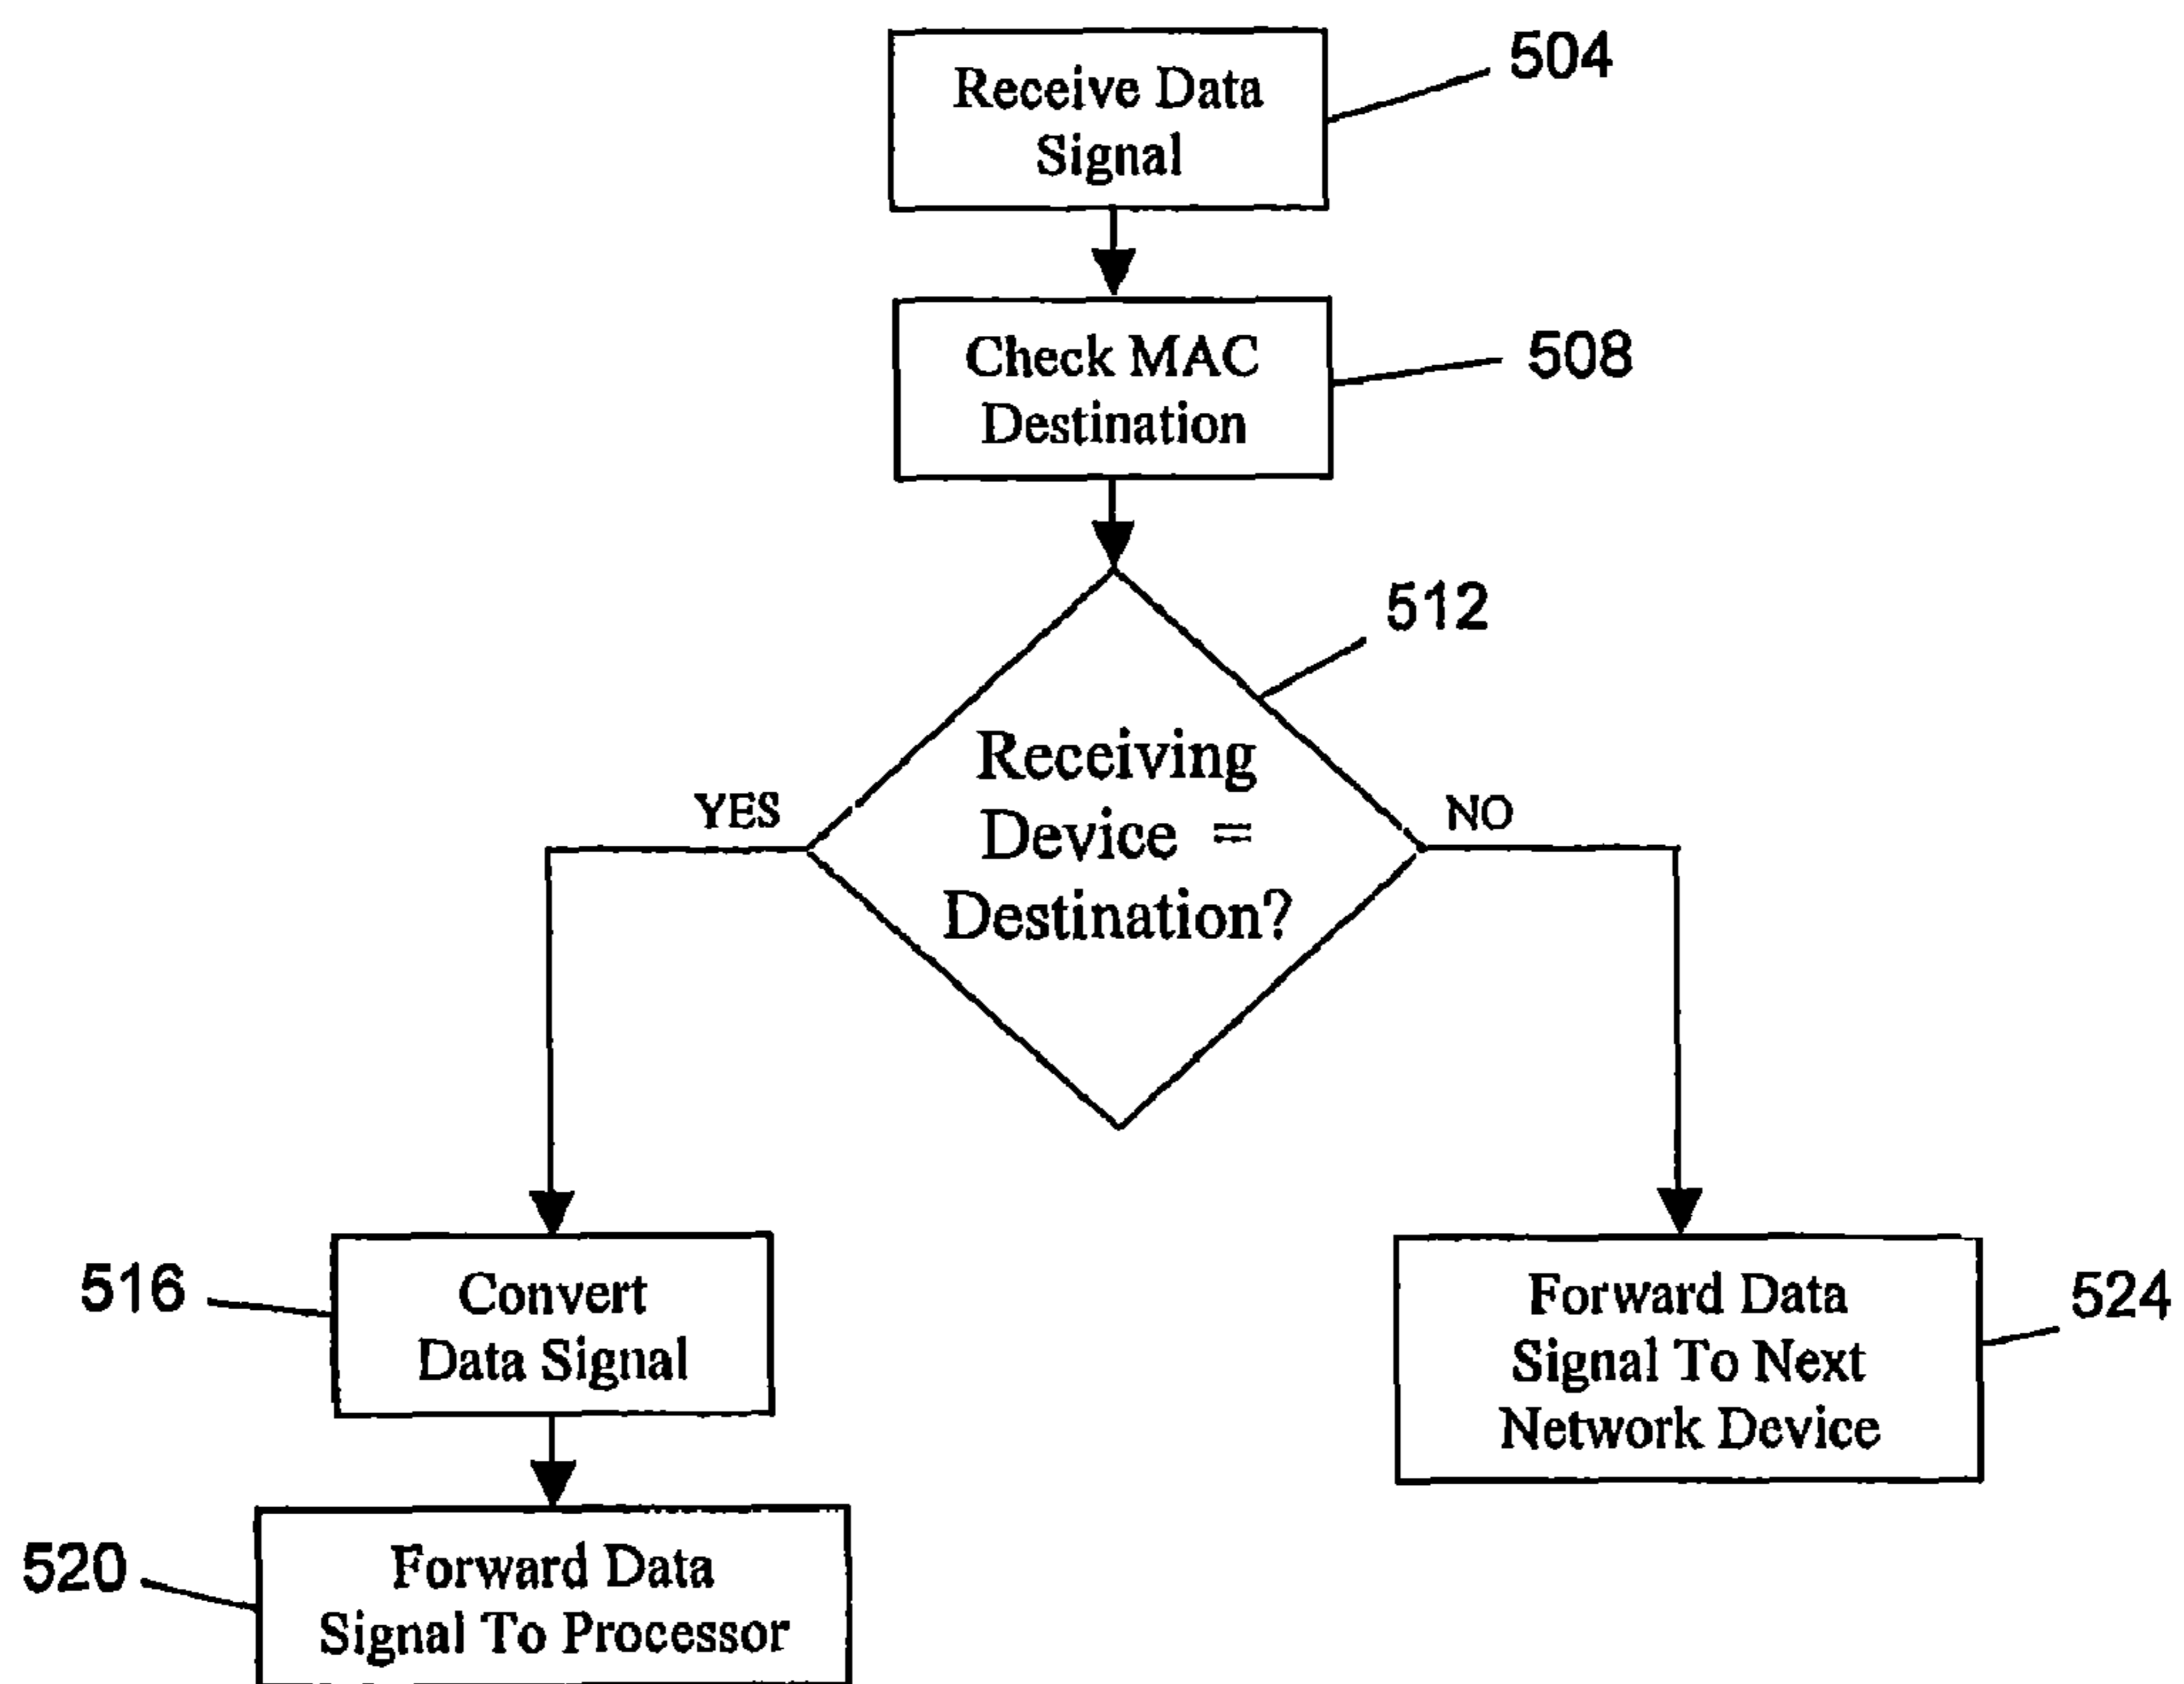 Receive Data
Signal
504
Check MAC
Destination
508
512
Receiving
Device =
Destination?
YES
NO
516
Convert
Data Signal
Forward Data
Signal To Next
Network Device
524
520
Forward Data
Signal To Processor